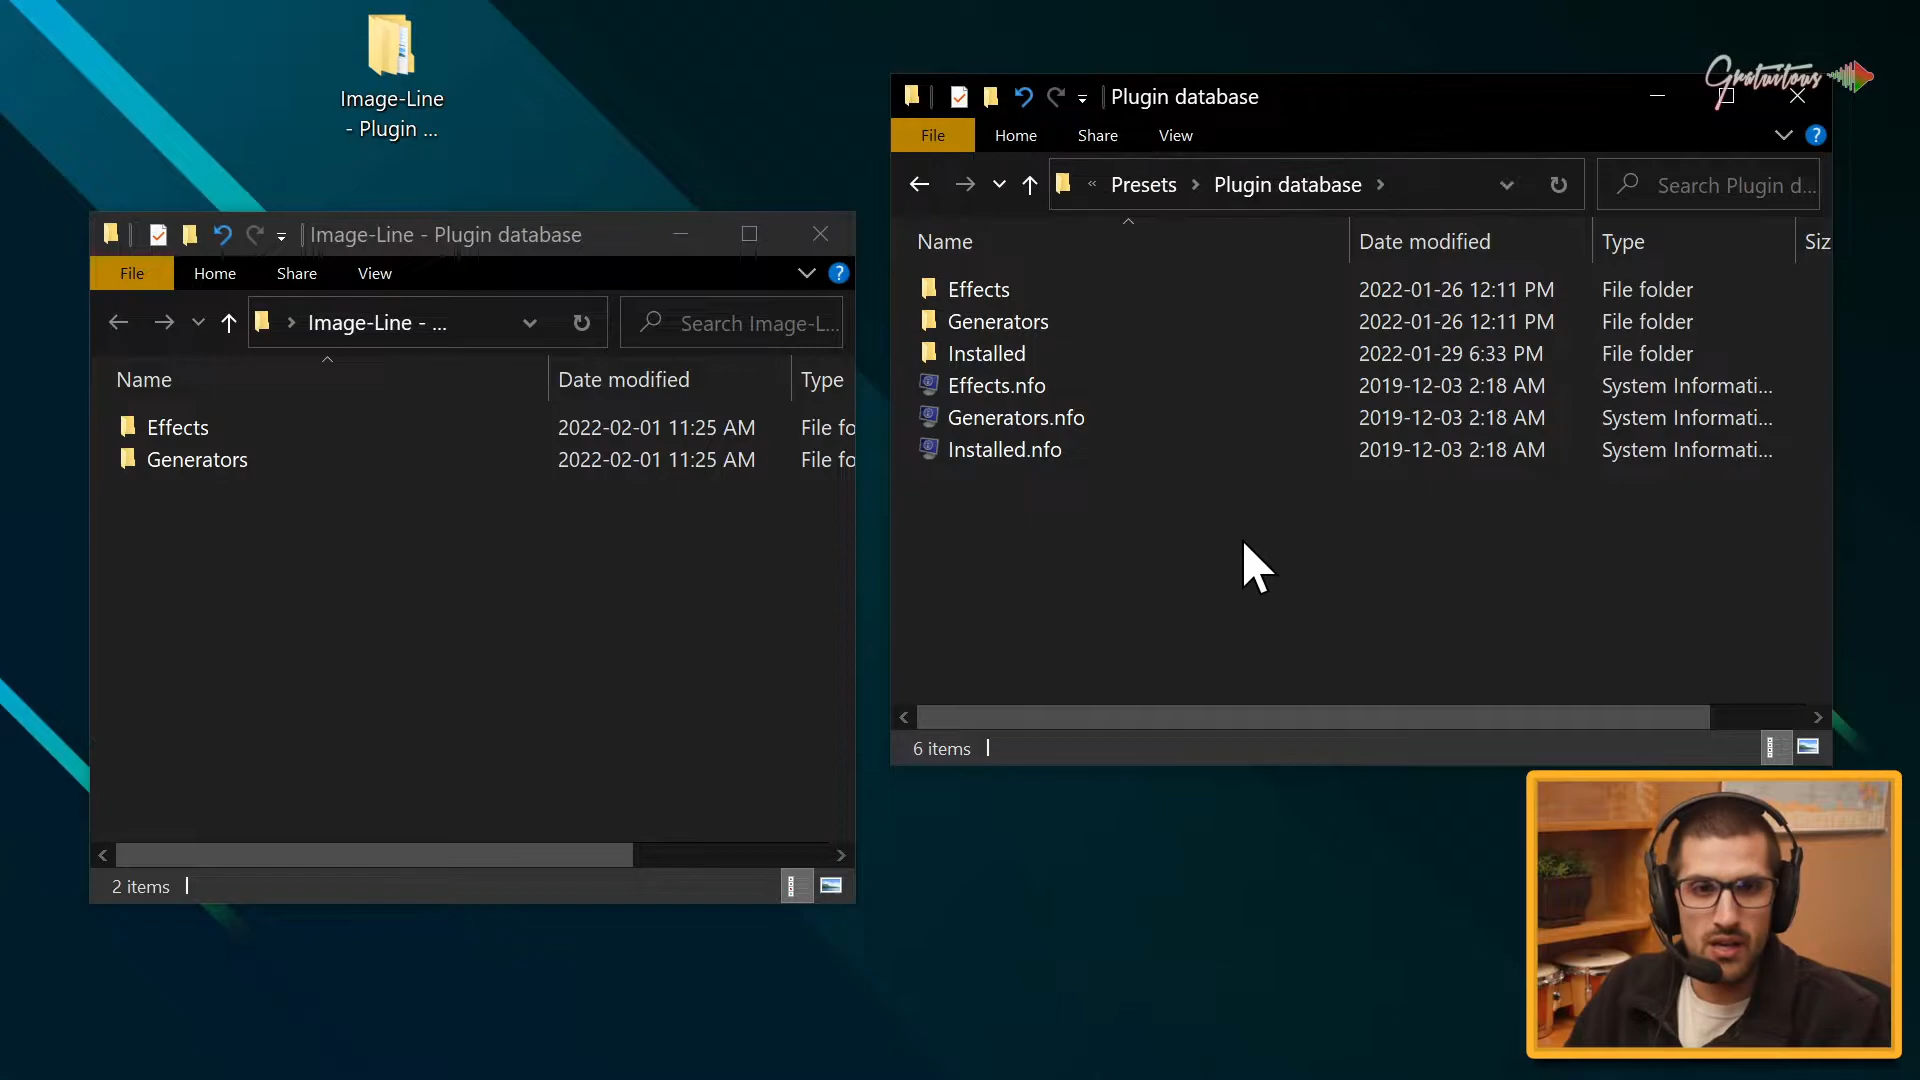 Image-Line
- Plugin ...
Gratuitous
Plugin database
File Home Share View
« Presets > Plugin database >
Search Plugin d...
Name Date modified Type Siz
Effects 2022-01-26 12:11 PM File folder
Generators 2022-01-26 12:11 PM File folder
Installed 2022-01-29 6:33 PM File folder
Effects.nfo 2019-12-03 2:18 AM System Informati...
Generators.nfo 2019-12-03 2:18 AM System Informati...
Installed.nfo 2019-12-03 2:18 AM System Informati...
6 items
Image-Line - Plugin database
File Home Share View
> Image-Line - ...
Search Image-L...
Name Date modified Type
Effects 2022-02-01 11:25 AM File fo
Generators 2022-02-01 11:25 AM File fo
2 items